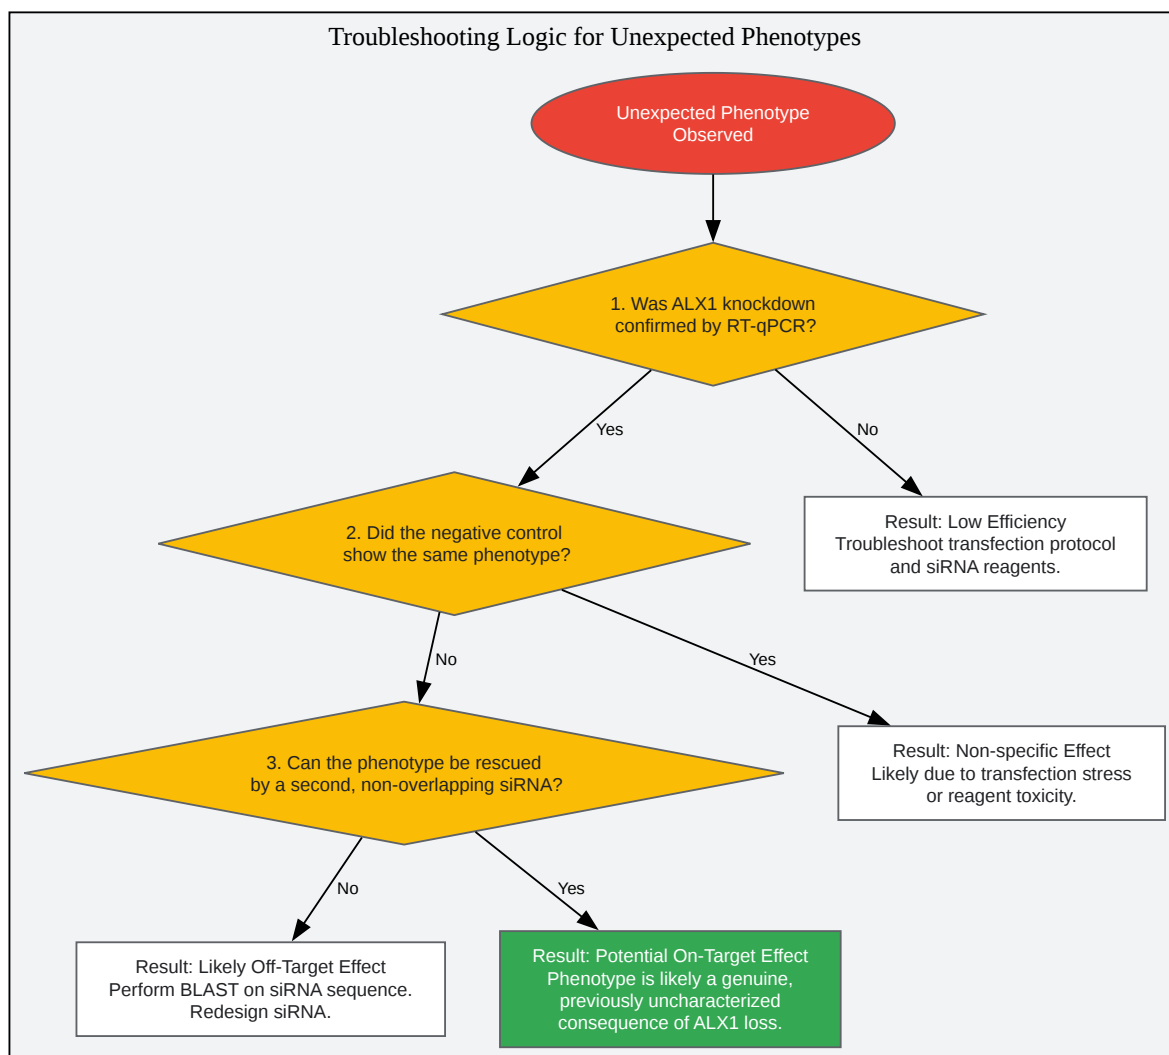 Troubleshooting Logic for Unexpected Phenotypes
Unexpected Phenotype
Observed
1. Was ALX1 knockdown
confirmed by RT-qPCR?
Yes
No
2. Did the negative control
show the same phenotype?
Result: Low Efficiency
Troubleshoot transfection protocol
and siRNA reagents.
No
Yes
3. Can the phenotype be rescued
by a second, non-overlapping siRNA?
Result: Non-specific Effect
Likely due to transfection stress
or reagent toxicity.
No
Yes
Result: Likely Off-Target Effect
Perform BLAST on siRNA sequence.
Redesign siRNA.
Result: Potential On-Target Effect
Phenotype is likely a genuine,
previously uncharacterized
consequence of ALX1 loss.